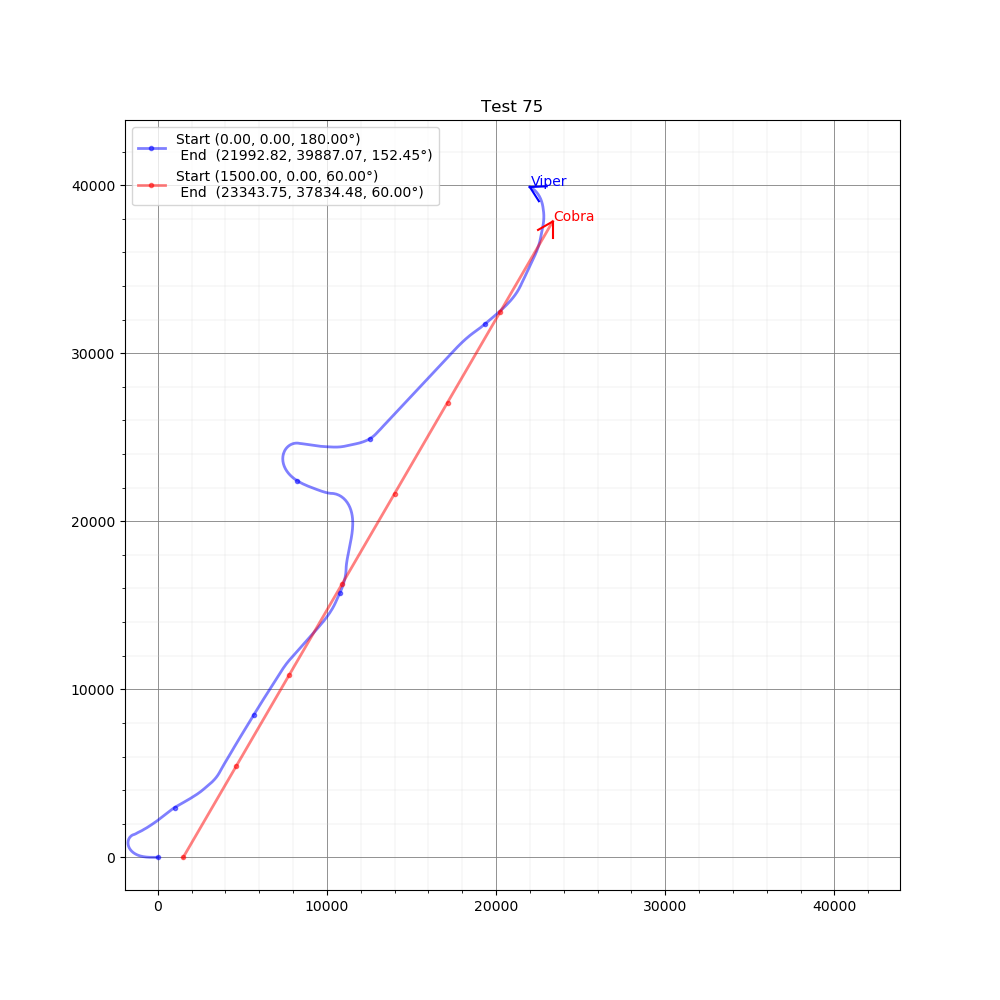 Test 75
Start (0.00, 0.00, 180.00°)
End (21992.82, 39887.07, 152.45°)
Start (1500.00, 0.00, 60.00°)
End (23343.75, 37834.48, 60.00°)
Viper
Cobra
40000
30000
20000
10000
0
0 10000 20000 30000 40000